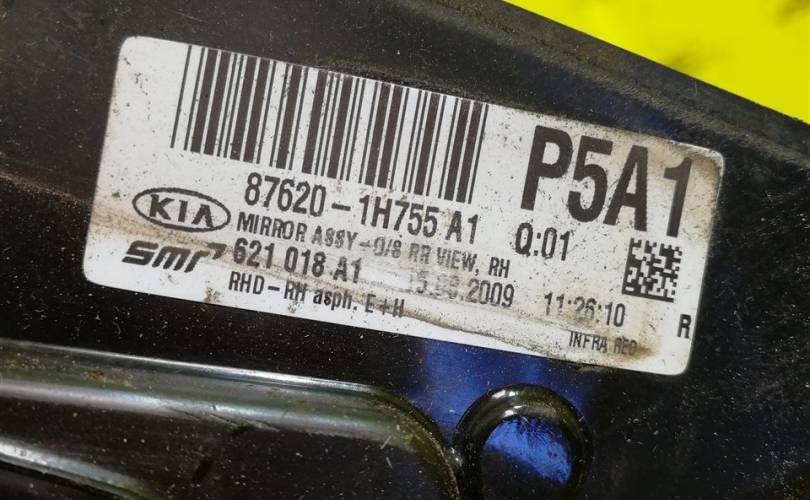 P5A1
87620-1H755 A1
KIA
MIRROR ASSY-O/S RR VIEW, RH
Q:01
smr 621 018 A1
2009
11:26:10
RHD-RH asph. E+H
INFRA RED
R